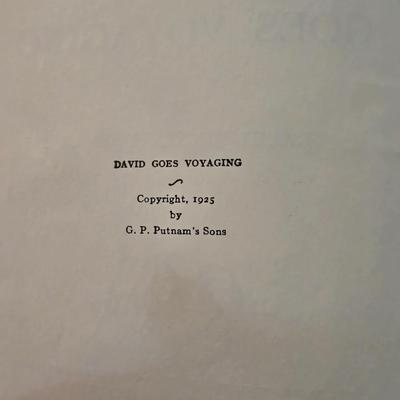 DAVID GOES VOYAGING
Copyright, 1925
by
G. P. Putnam's Sons